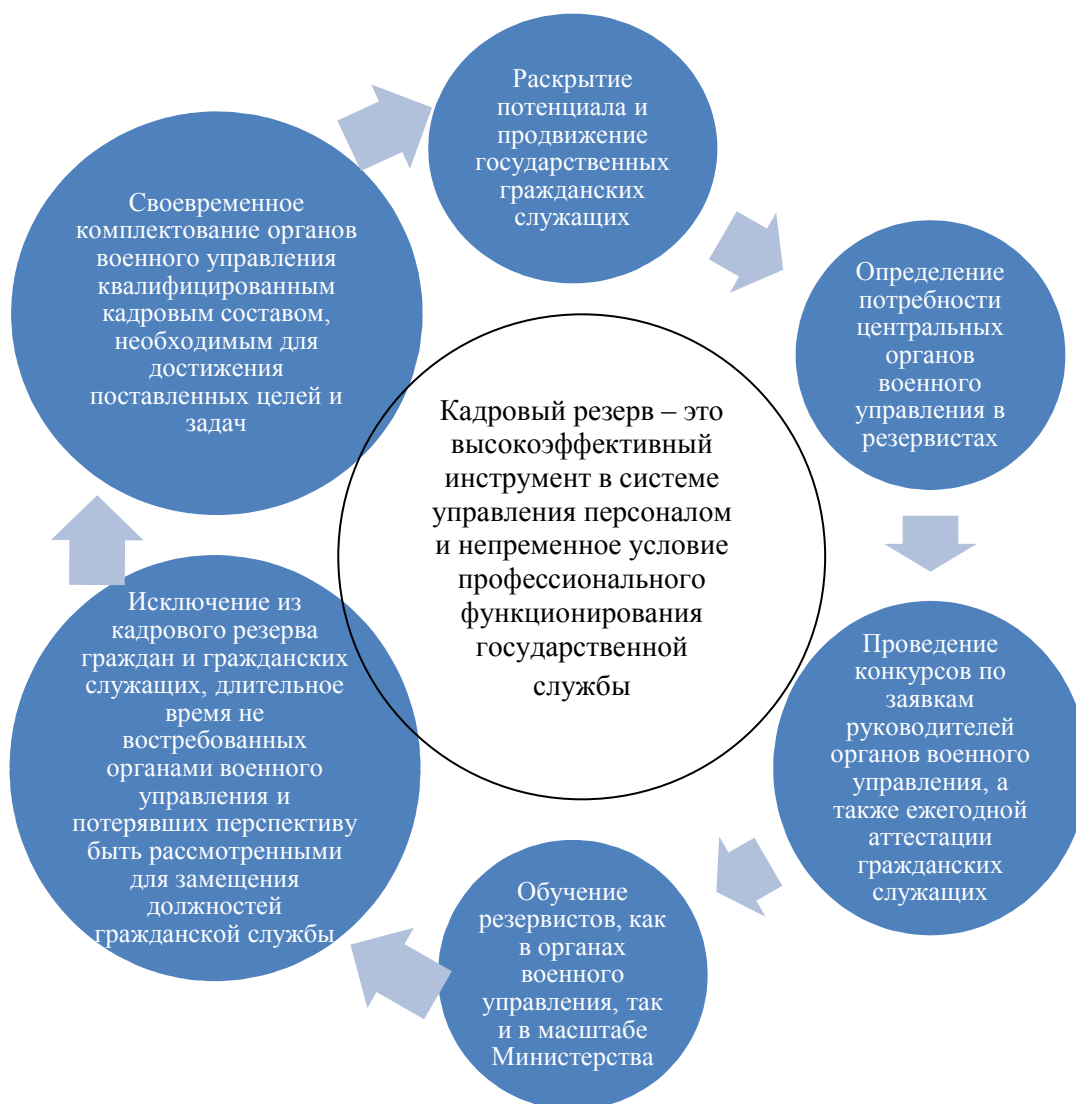 Раскрытие
потенциала и
продвижение
государственных
гражданских
служащих
Определение
потребности
центральных
органов
военного
управления в
резервистах
Проведение
конкурсов по
заявкам
руководителей
органов военного
управления, а
также ежегодной
аттестации
гражданских
служащих
Обучение
резервистов, как
в органах
военного
управления, так
и в масштабе
Министерства
Исключение из
кадрового резерва
граждан и гражданских
служащих, длительное
время не
востребованных
органами военного
управления и
потерявших перспективу
быть рассмотренными
для замещения
должностей
гражданской службы
Своевременное
комплектование органов
военного управления
квалифицированным
кадровым составом,
необходимым для
достижения
поставленных целей и
задач
Кадровый резерв – это
высокоэффективный
инструмент в системе
управления персоналом
и непременное условие
профессионального
функционирования
государственной
службы